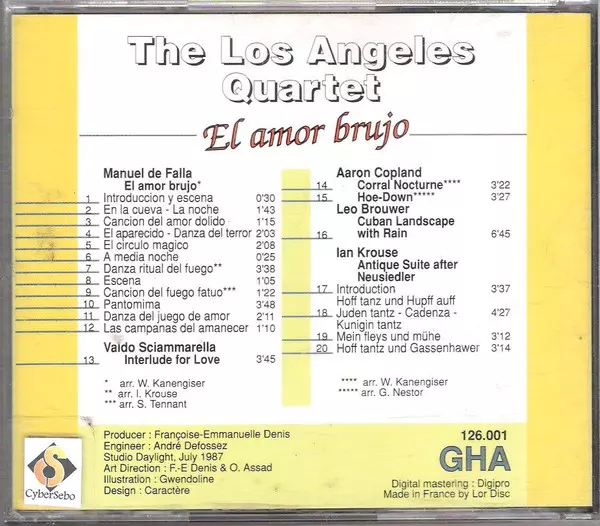 The Los Angeles
Quartet
El amor brujo
Manuel de Falla
El amor brujo*
1 Introduccion y escena 0'30
2 En la cueva - La noche 1'43
3 Cancion del amor dolido 1'15
4 El aparecido - Danza del terror 2'03
5 El circulo magico 2'08
6 A media noche 0'25
7 Danza ritual del fuego** 3'38
8 Escena 1'05
9 Cancion del fuego fatuo*** 1'22
10 Pantomima 3'48
11 Danza del juego de amor 2'11
12 Las campanas del amanecer 1'10
Valdo Sciammarella
13 Interlude for Love 3'45
* arr. W. Kanengiser
** arr. I. Krouse
*** arr. S. Tennant
Aaron Copland
14 Corral Nocturne**** 3'22
15 Hoe-Down***** 3'27
Leo Brouwer
Cuban Landscape
16 with Rain 6'45
Ian Krouse
Antique Suite after
Neusiedler
17 Introduction 3'37
Hoff tanz und Hupff auff
18 Juden tantz - Cadenza - 4'27
Kunigin tantz
19 Mein fleys und mühe 3'12
20 Hoff tantz und Gassenhawer 3'14
**** arr. W. Kanengiser
***** arr. G. Nestor
Producer : Françoise-Emmanuelle Denis
Engineer : André Defossez
Studio Daylight, July 1987
Art Direction : F.-E Denis & O. Assad
Illustration : Gwendoline
Design : Caractère
126.001
GHA
Digital mastering : Digipro
Made in France by Lor Disc
CyberSebo